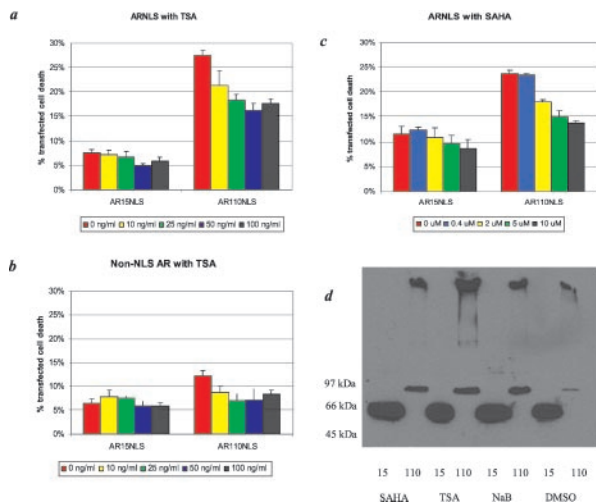 a
ARNLS with TSA
% transfected cell death
30%
25%
20%
15%
10%
5%
0%
AR15NLS
AR110NLS
0 ng/ml 10 ng/ml 25 ng/ml 50 ng/ml 100 ng/ml
b
Non-NLS AR with TSA
% transfected cell death
30%
25%
20%
15%
10%
5%
0%
AR15NLS
AR110NLS
0 ng/ml 10 ng/ml 25 ng/ml 50 ng/ml 100 ng/ml
c
ARNLS with SAHA
% transfected cell death
30%
25%
20%
15%
10%
5%
0%
AR15NLS
AR110NLS
0 uM 0.4 uM 2 uM 5 uM 10 uM
d
97 kDa
66 kDa
45 kDa
15 110 15 110 15 110 15 110
SAHA TSA NaB DMSO